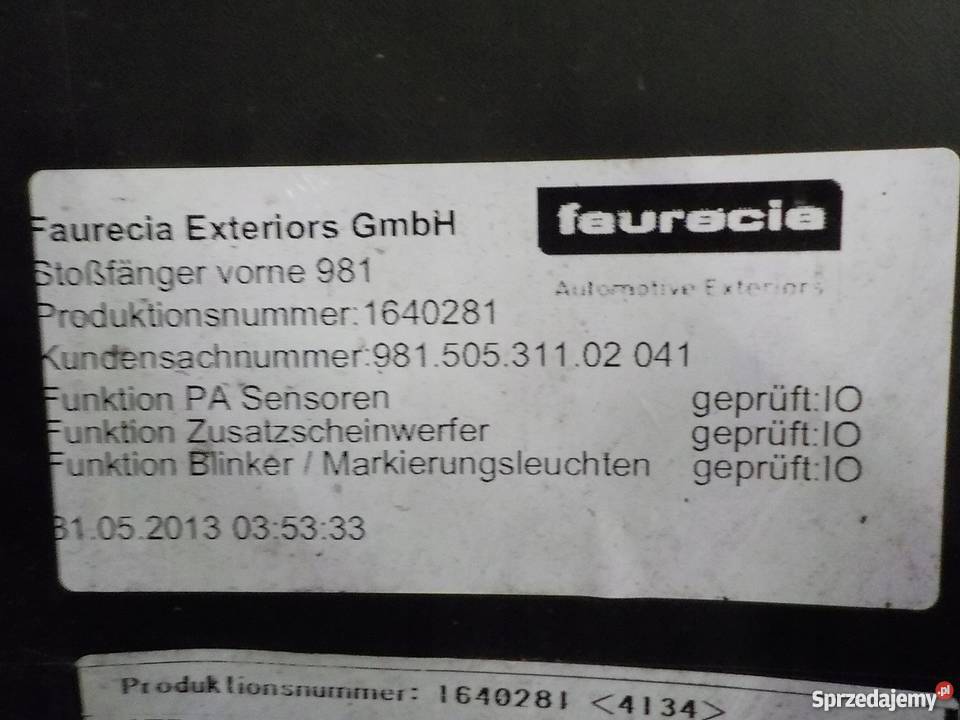 Faurecia Exteriors GmbH
faurecia
Stoßfänger vorne 981
Automotive Exteriors
Produktionsnummer:1640281
Kundensachnummer:981.505.311.02 041
Funktion PA Sensoren geprüft:IO
Funktion Zusatzscheinwerfer geprüft:IO
Funktion Blinker / Markierungsleuchten geprüft:IO
31.05.2013 03:53:33
Produktionsnummer: 1640281 <4134>
Sprzedajemy.pl